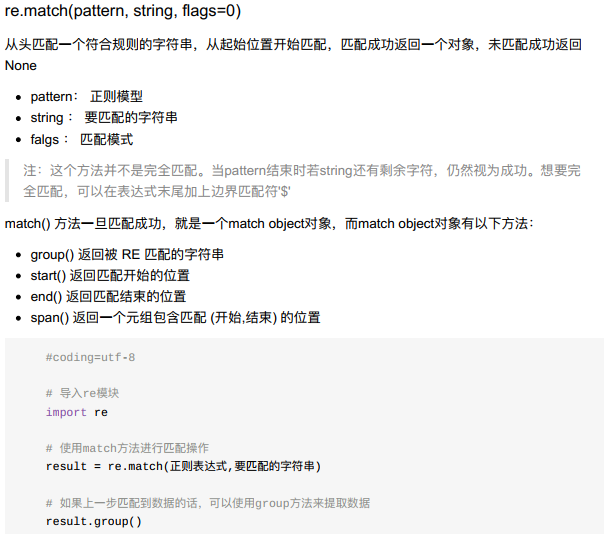 re.match(pattern, string, flags=0)
从头匹配一个符合规则的字符串，从起始位置开始匹配，匹配成功返回一个对象，未匹配成功返回
None
• pattern： 正则模型
• string ： 要匹配的字符串
• falgs ： 匹配模式
注：这个方法并不是完全匹配。当pattern结束时若string还有剩余字符，仍然视为成功。想要完
全匹配，可以在表达式末尾加上边界匹配符'$'
match() 方法一旦匹配成功，就是一个match object对象，而match object对象有以下方法：
• group() 返回被 RE 匹配的字符串
• start() 返回匹配开始的位置
• end() 返回匹配结束的位置
• span() 返回一个元组包含匹配 (开始,结束) 的位置
#coding=utf-8
# 导入re模块
import re
# 使用match方法进行匹配操作
result = re.match(正则表达式,要匹配的字符串)
# 如果上一步匹配到数据的话，可以使用group方法来提取数据
result.group()